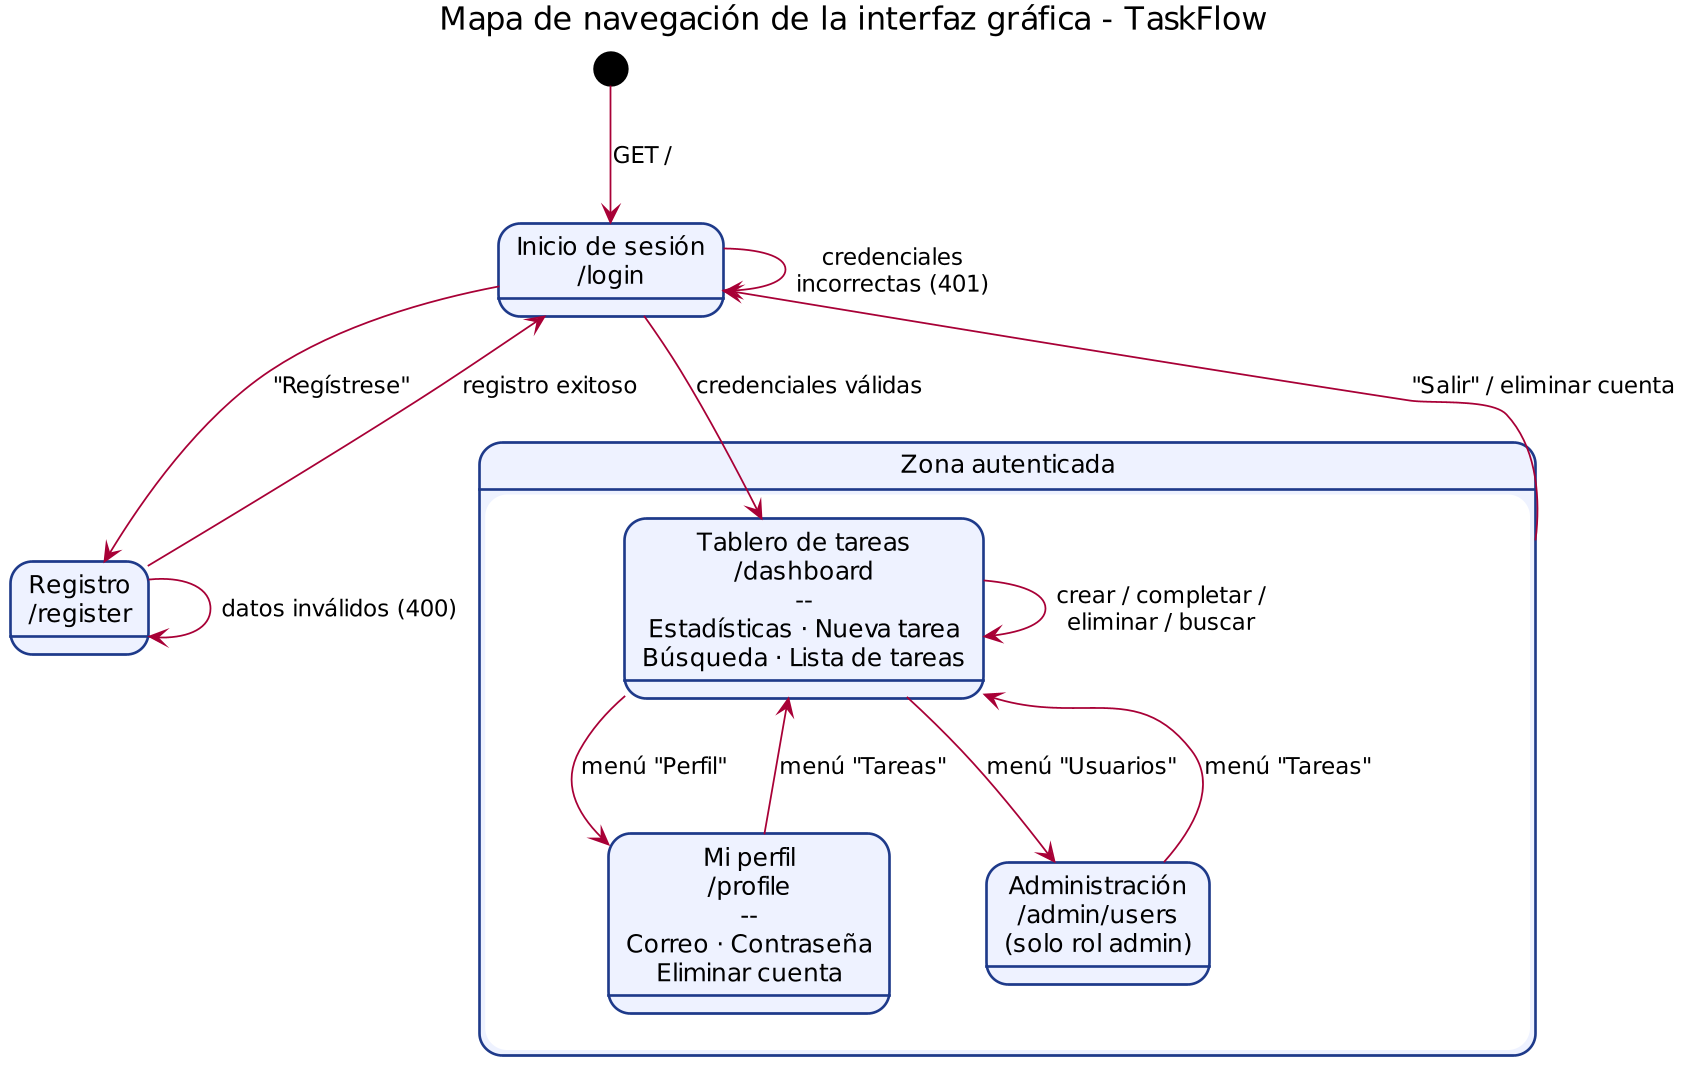 Mapa de navegación de la interfaz gráfica - TaskFlow
GET /
Inicio de sesión
/login
credenciales
incorrectas (401)
"Regístrese"
registro exitoso
credenciales válidas
"Salir" / eliminar cuenta
Zona autenticada
Tablero de tareas
/dashboard
--
Estadísticas · Nueva tarea
Búsqueda · Lista de tareas
crear / completar /
eliminar / buscar
Registro
/register
datos inválidos (400)
menú "Perfil"
menú "Tareas"
menú "Usuarios"
menú "Tareas"
Mi perfil
/profile
--
Correo · Contraseña
Eliminar cuenta
Administración
/admin/users
(solo rol admin)